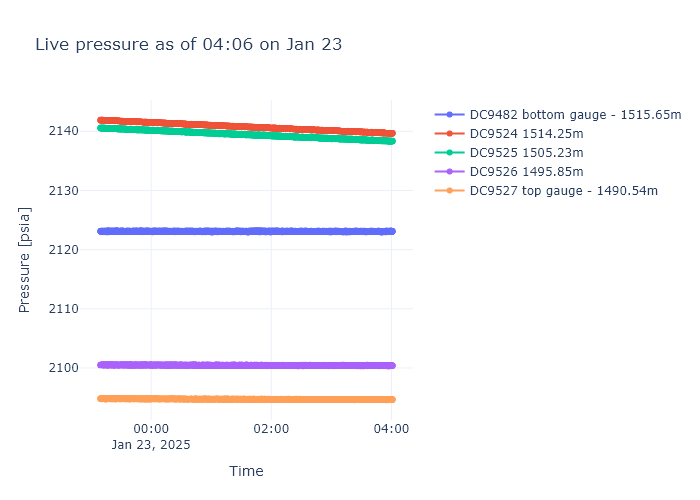 Live pressure as of 04:06 on Jan 23
DC9482 bottom gauge - 1515.65m
DC9524 1514.25m
DC9525 1505.23m
DC9526 1495.85m
DC9527 top gauge - 1490.54m
Pressure [psia]
2140
2130
2120
2110
2100
00:00
02:00
04:00
Jan 23, 2025
Time